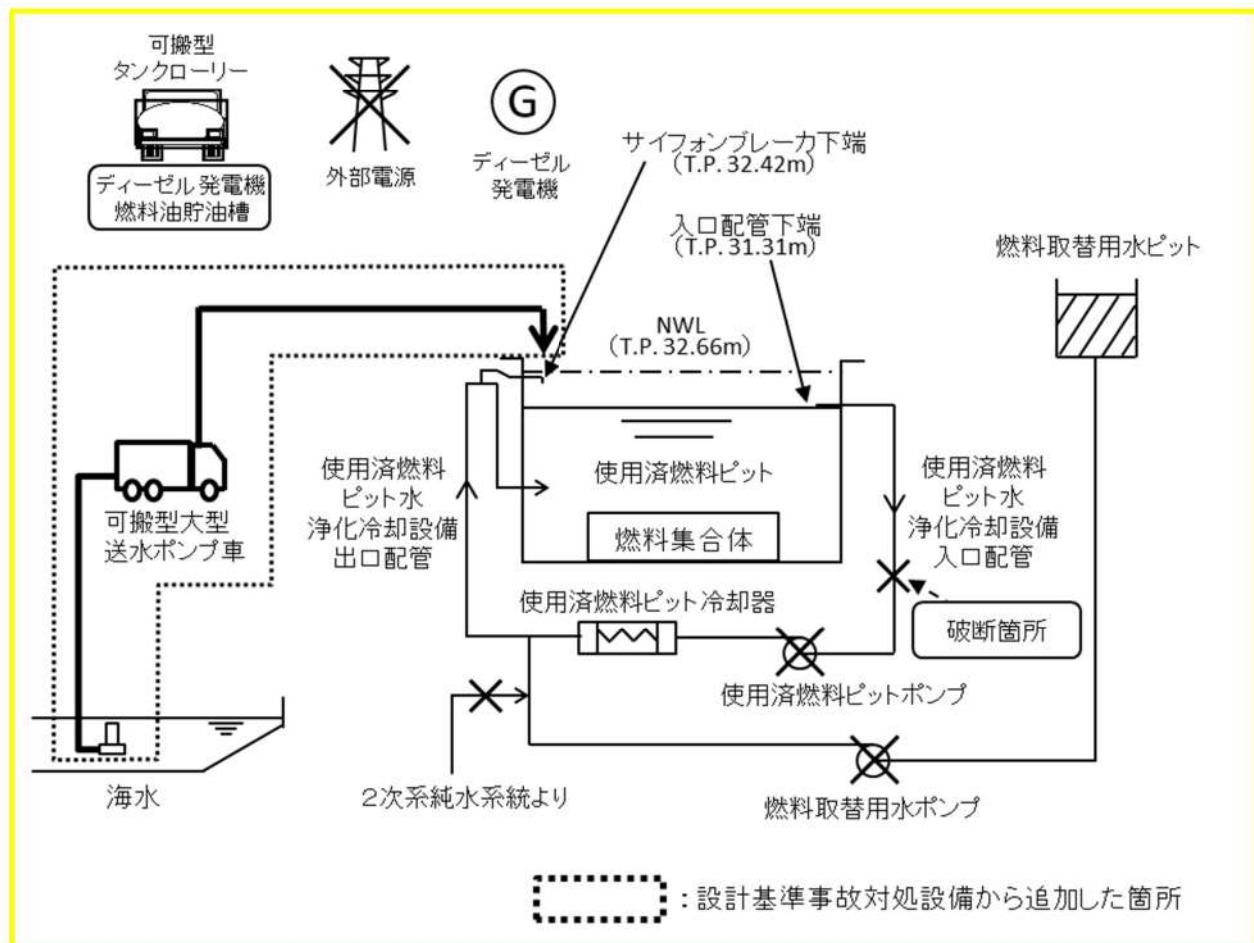 可搬型
タンクローリー
ディーゼル発電機
燃料油貯油槽
外部電源
G
ディーゼル
発電機
サイフォンブレーカ下端
(T.P. 32.42m)
入口配管下端
(T.P. 31.31m)
NWL
(T.P. 32.66m)
燃料取替用水ピット
可搬型大型
送水ポンプ車
使用済燃料
ピット水
浄化冷却設備
出口配管
使用済燃料ピット
燃料集合体
使用済燃料
ピット水
浄化冷却設備
入口配管
破断箇所
使用済燃料ピット冷却器
使用済燃料ピットポンプ
海水
2次系純水系統より
燃料取替用水ポンプ
:設計基準事故対処設備から追加した箇所